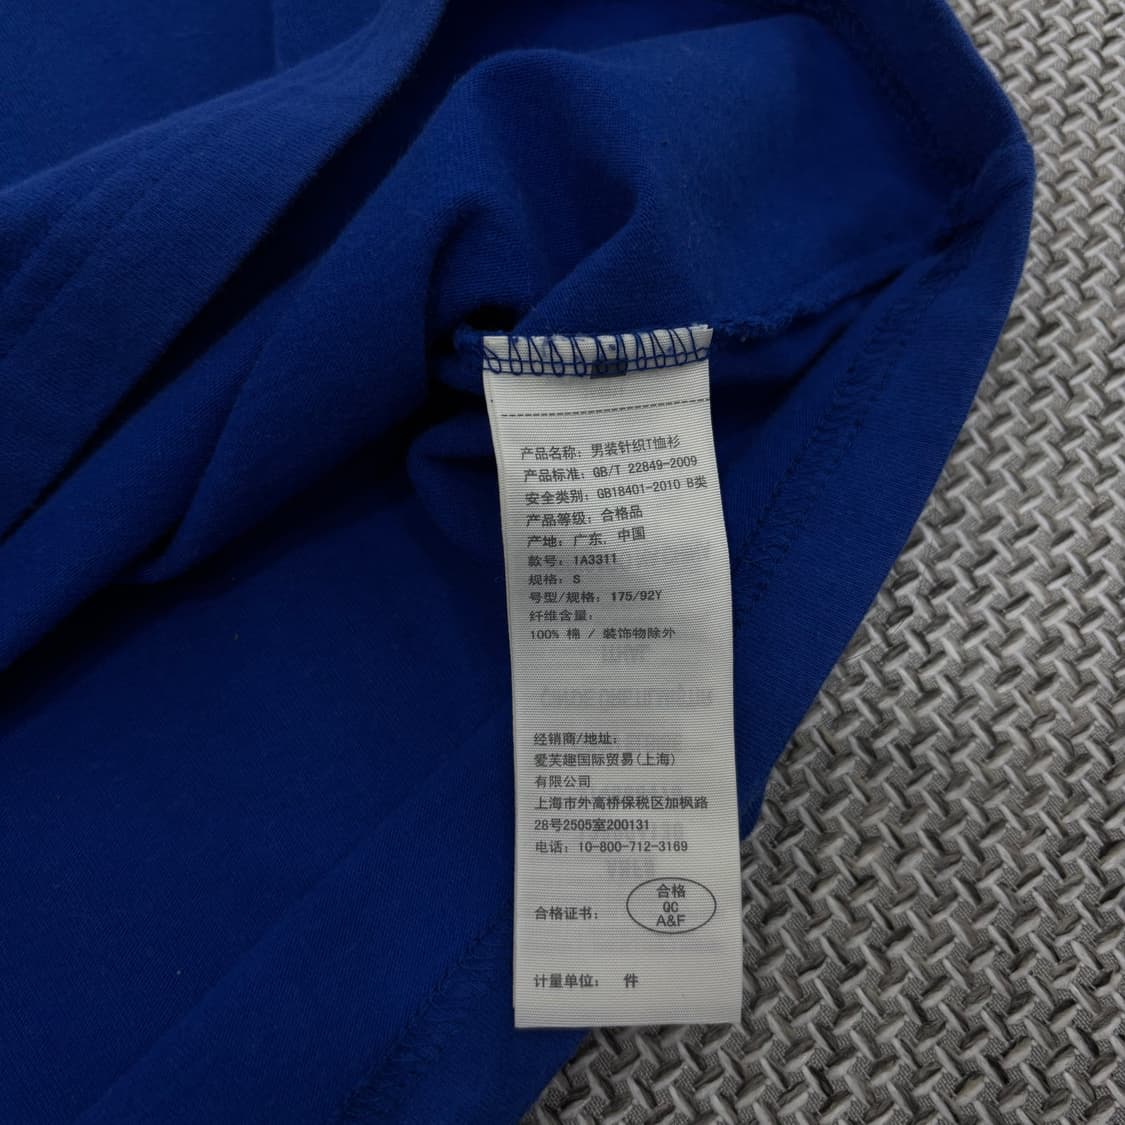 产品名称：男装针织T恤衫
产品标准：GB/T 22849-2009
安全类别：GB18401-2010 B类
产品等级：合格品
产地：广东，中国
款号：1A3311
规格：S
号型/规格：175/92Y
纤维含量：
100% 棉 / 装饰物除外
经销商/地址：
爱芙趣国际贸易(上海)
有限公司
上海市外高桥保税区加枫路
28号2505室200131
电话：10-800-712-3169
合格
QC
A&F
合格证书：
计量单位： 件